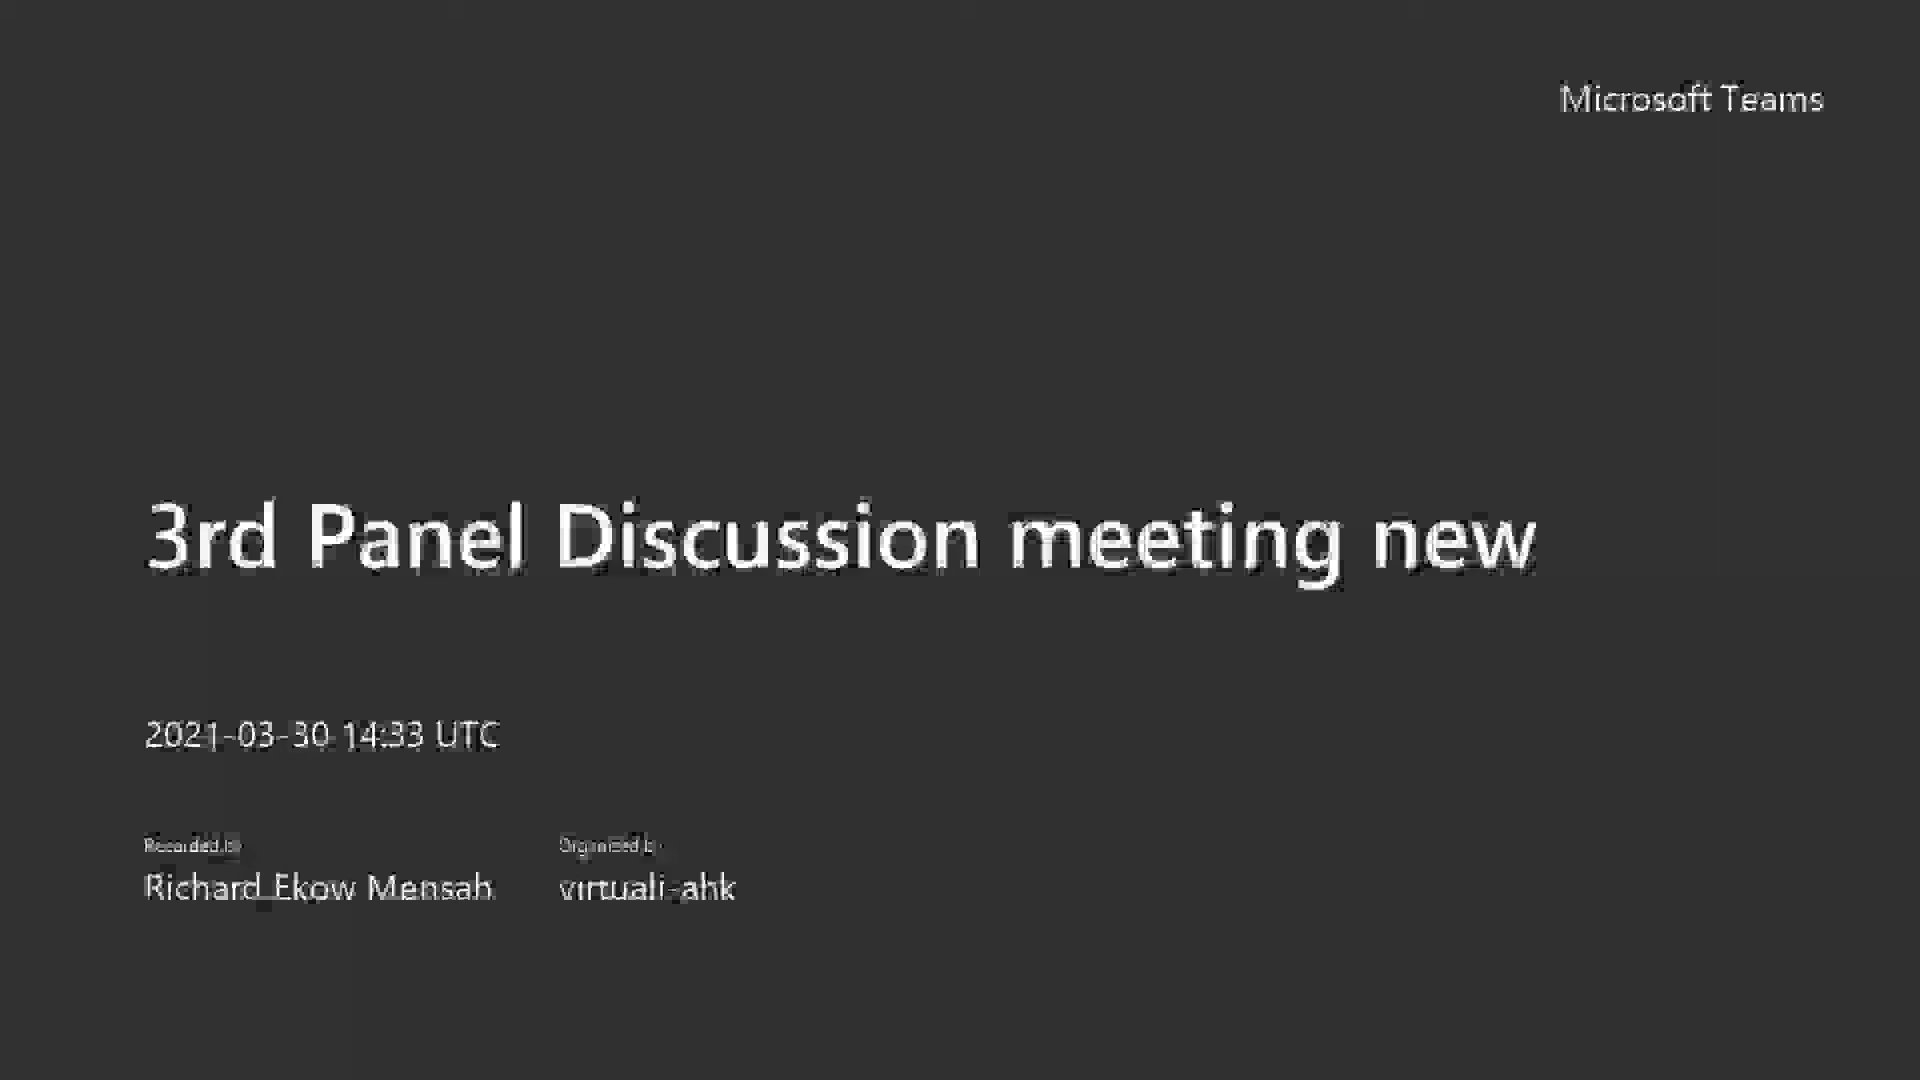 Microsoft Teams
3rd Panel Discussion meeting new
2021-03-30 14:33 UTC
Recorded by
Organized by
Richard Ekow Mensah
virtuali-ahk